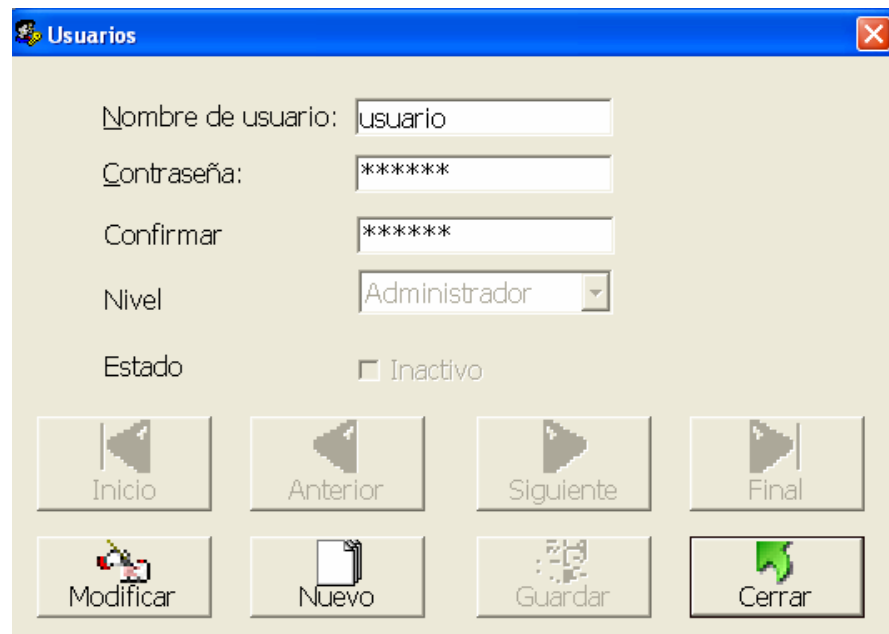 Usuarios
Nombre de usuario: usuario
Contraseña: ******
Confirmar ******
Nivel Administrador
Estado Inactivo
Inicio Anterior Siguiente Final
Modificar Nuevo Guardar Cerrar